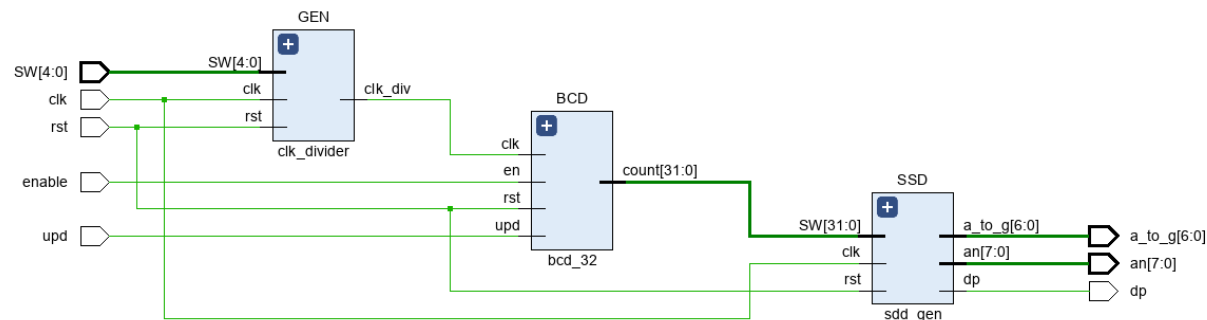 GEN
SW[4:0]
SW[4:0]
clk
clk
clk_div
rst
rst
clk_divider
BCD
clk
enable
en
count[31:0]
rst
upd
upd
bcd_32
SSD
SW[31:0]
a_to_g[6:0]
a_to_g[6:0]
clk
an[7:0]
an[7:0]
rst
dp
dp
sdd_gen